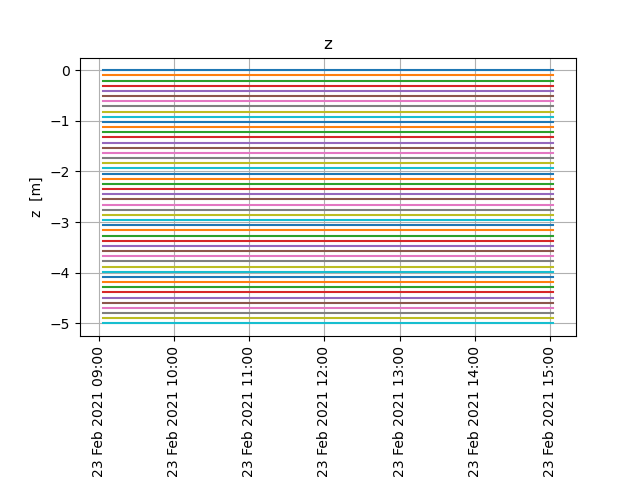 z
0
−1
−2
−3
−4
−5
z [m]
23 Feb 2021 09:00
23 Feb 2021 10:00
23 Feb 2021 11:00
23 Feb 2021 12:00
23 Feb 2021 13:00
23 Feb 2021 14:00
23 Feb 2021 15:00